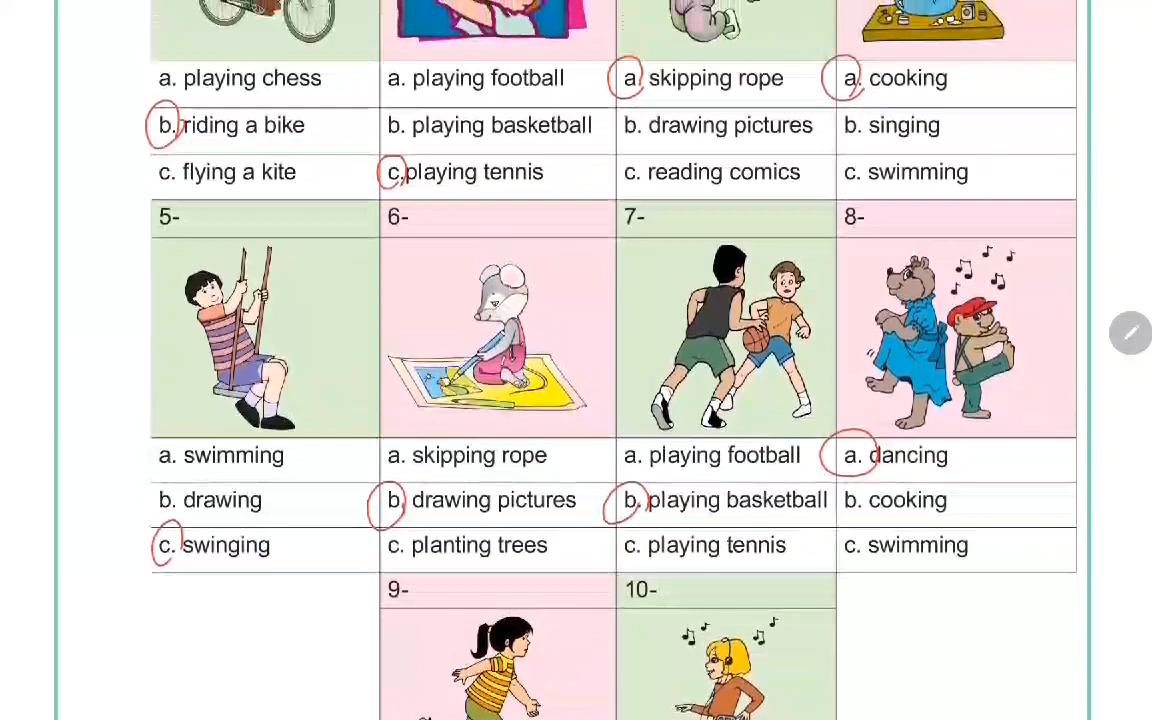 a. playing chess
a. playing football
a. skipping rope
a. cooking
b. riding a bike
b. playing basketball
b. drawing pictures
b. singing
c. flying a kite
c. playing tennis
c. reading comics
c. swimming
5-
6-
7-
8-
a. swimming
a. skipping rope
a. playing football
a. dancing
b. drawing
b. drawing pictures
b. playing basketball
b. cooking
c. swinging
c. planting trees
c. playing tennis
c. swimming
9-
10-